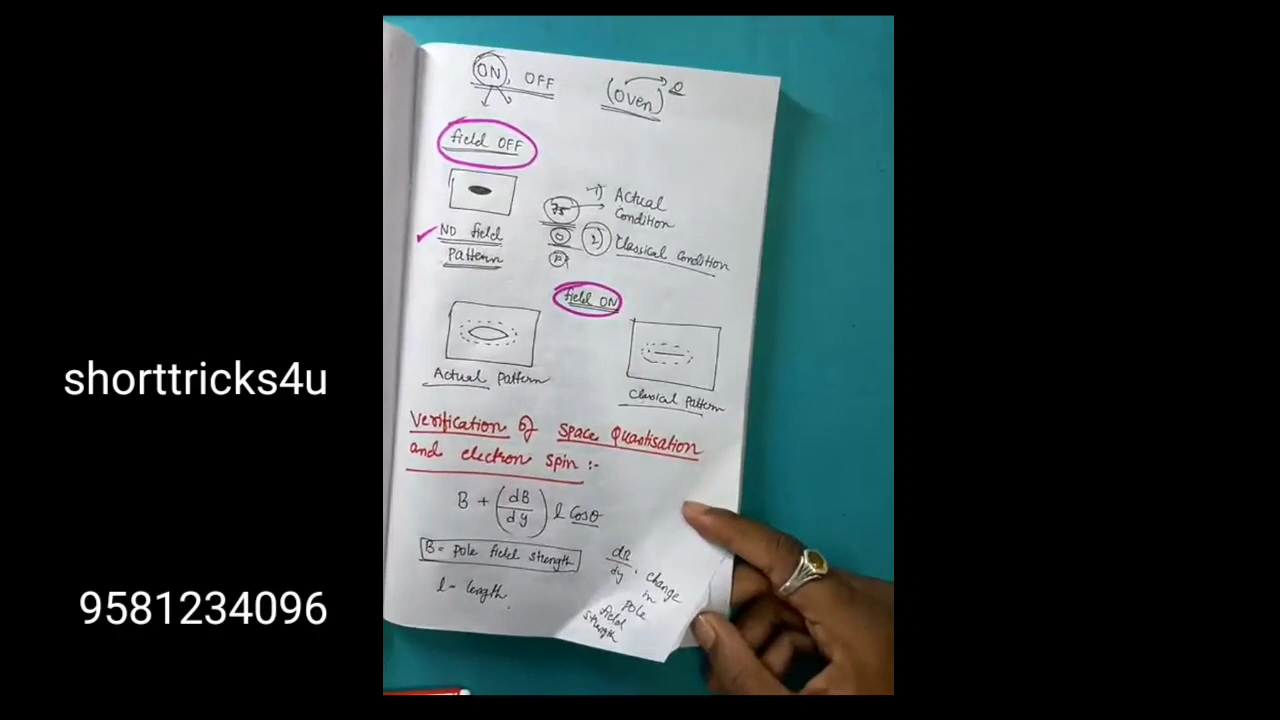 ON, OFF
(Oven)
field OFF
NO field
Pattern
1) Actual
Condition
2) Classical Condition
field ON
Actual Pattern
Classical Pattern
Verification of Space Quantisation
and electron spin :-
B + (dB/dy) l Cosθ
B = pole field strength
l - length,
dB/dy, change
in
pole
field
strength
shorttricks4u
9581234096